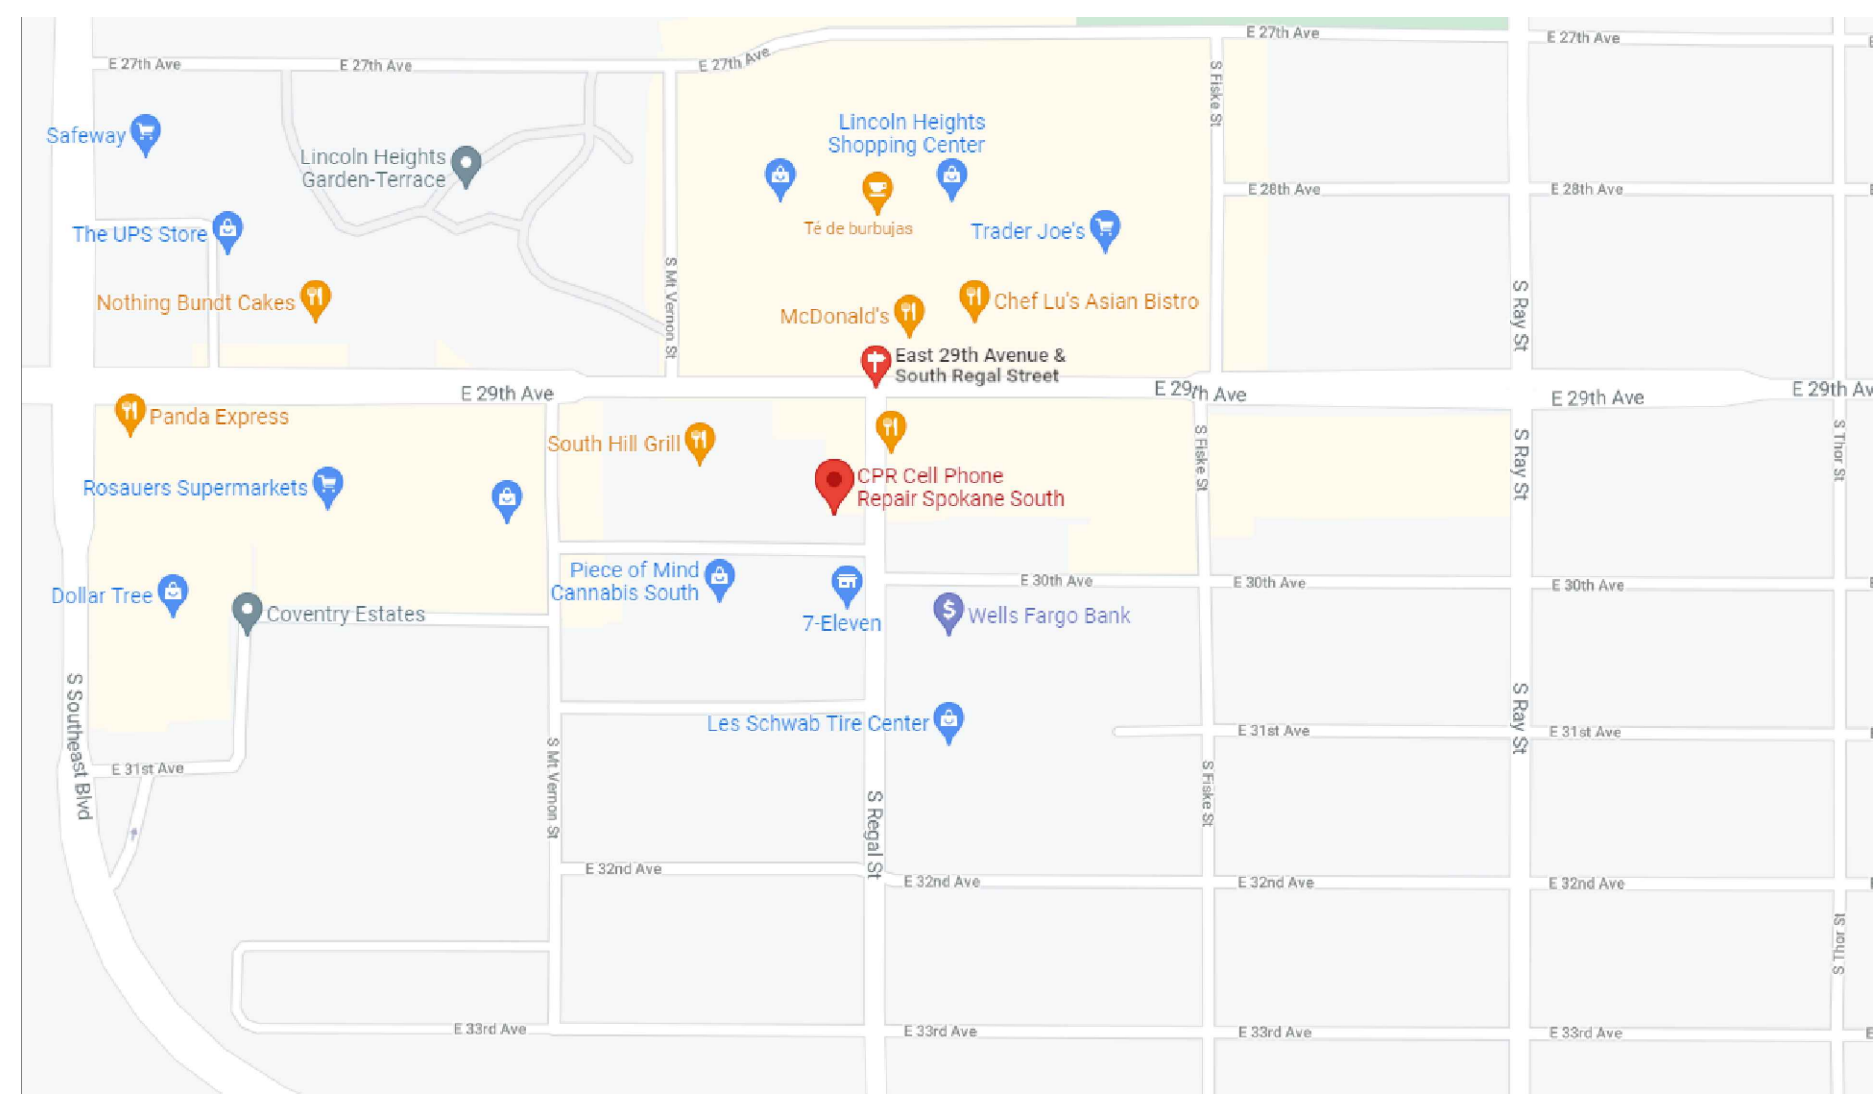 E 27th Ave
E 27th Ave
E 27th Ave
E 27th Ave
E 27th Ave
S Fiske St
Safeway
Lincoln Heights
Garden-Terrace
Lincoln Heights
Shopping Center
E 28th Ave
E 28th Ave
The UPS Store
Té de burbujas
Trader Joe's
Nothing Bundt Cakes
S Mt Vernon St
McDonald's
Chef Lu's Asian Bistro
S Ray St
East 29th Avenue &
South Regal Street
E 29th Ave
E 29th Ave
E 29th Ave
E 29th Av
Panda Express
South Hill Grill
S Fiske St
S Ray St
S Thor St
Rosauers Supermarkets
CPR Cell Phone
Repair Spokane South
Dollar Tree
Coventry Estates
Piece of Mind
Cannabis South
7-Eleven
E 30th Ave
E 30th Ave
E 30th Ave
Wells Fargo Bank
S Southeast Blvd
Les Schwab Tire Center
S Ray St
E 31st Ave
E 31st Ave
E 31st Ave
S Mt Vernon St
S Regal St
S Fiske St
E 32nd Ave
E 32nd Ave
E 32nd Ave
E 32nd Ave
S Thor St
E 33rd Ave
E 33rd Ave
E 33rd Ave
E 33rd Ave